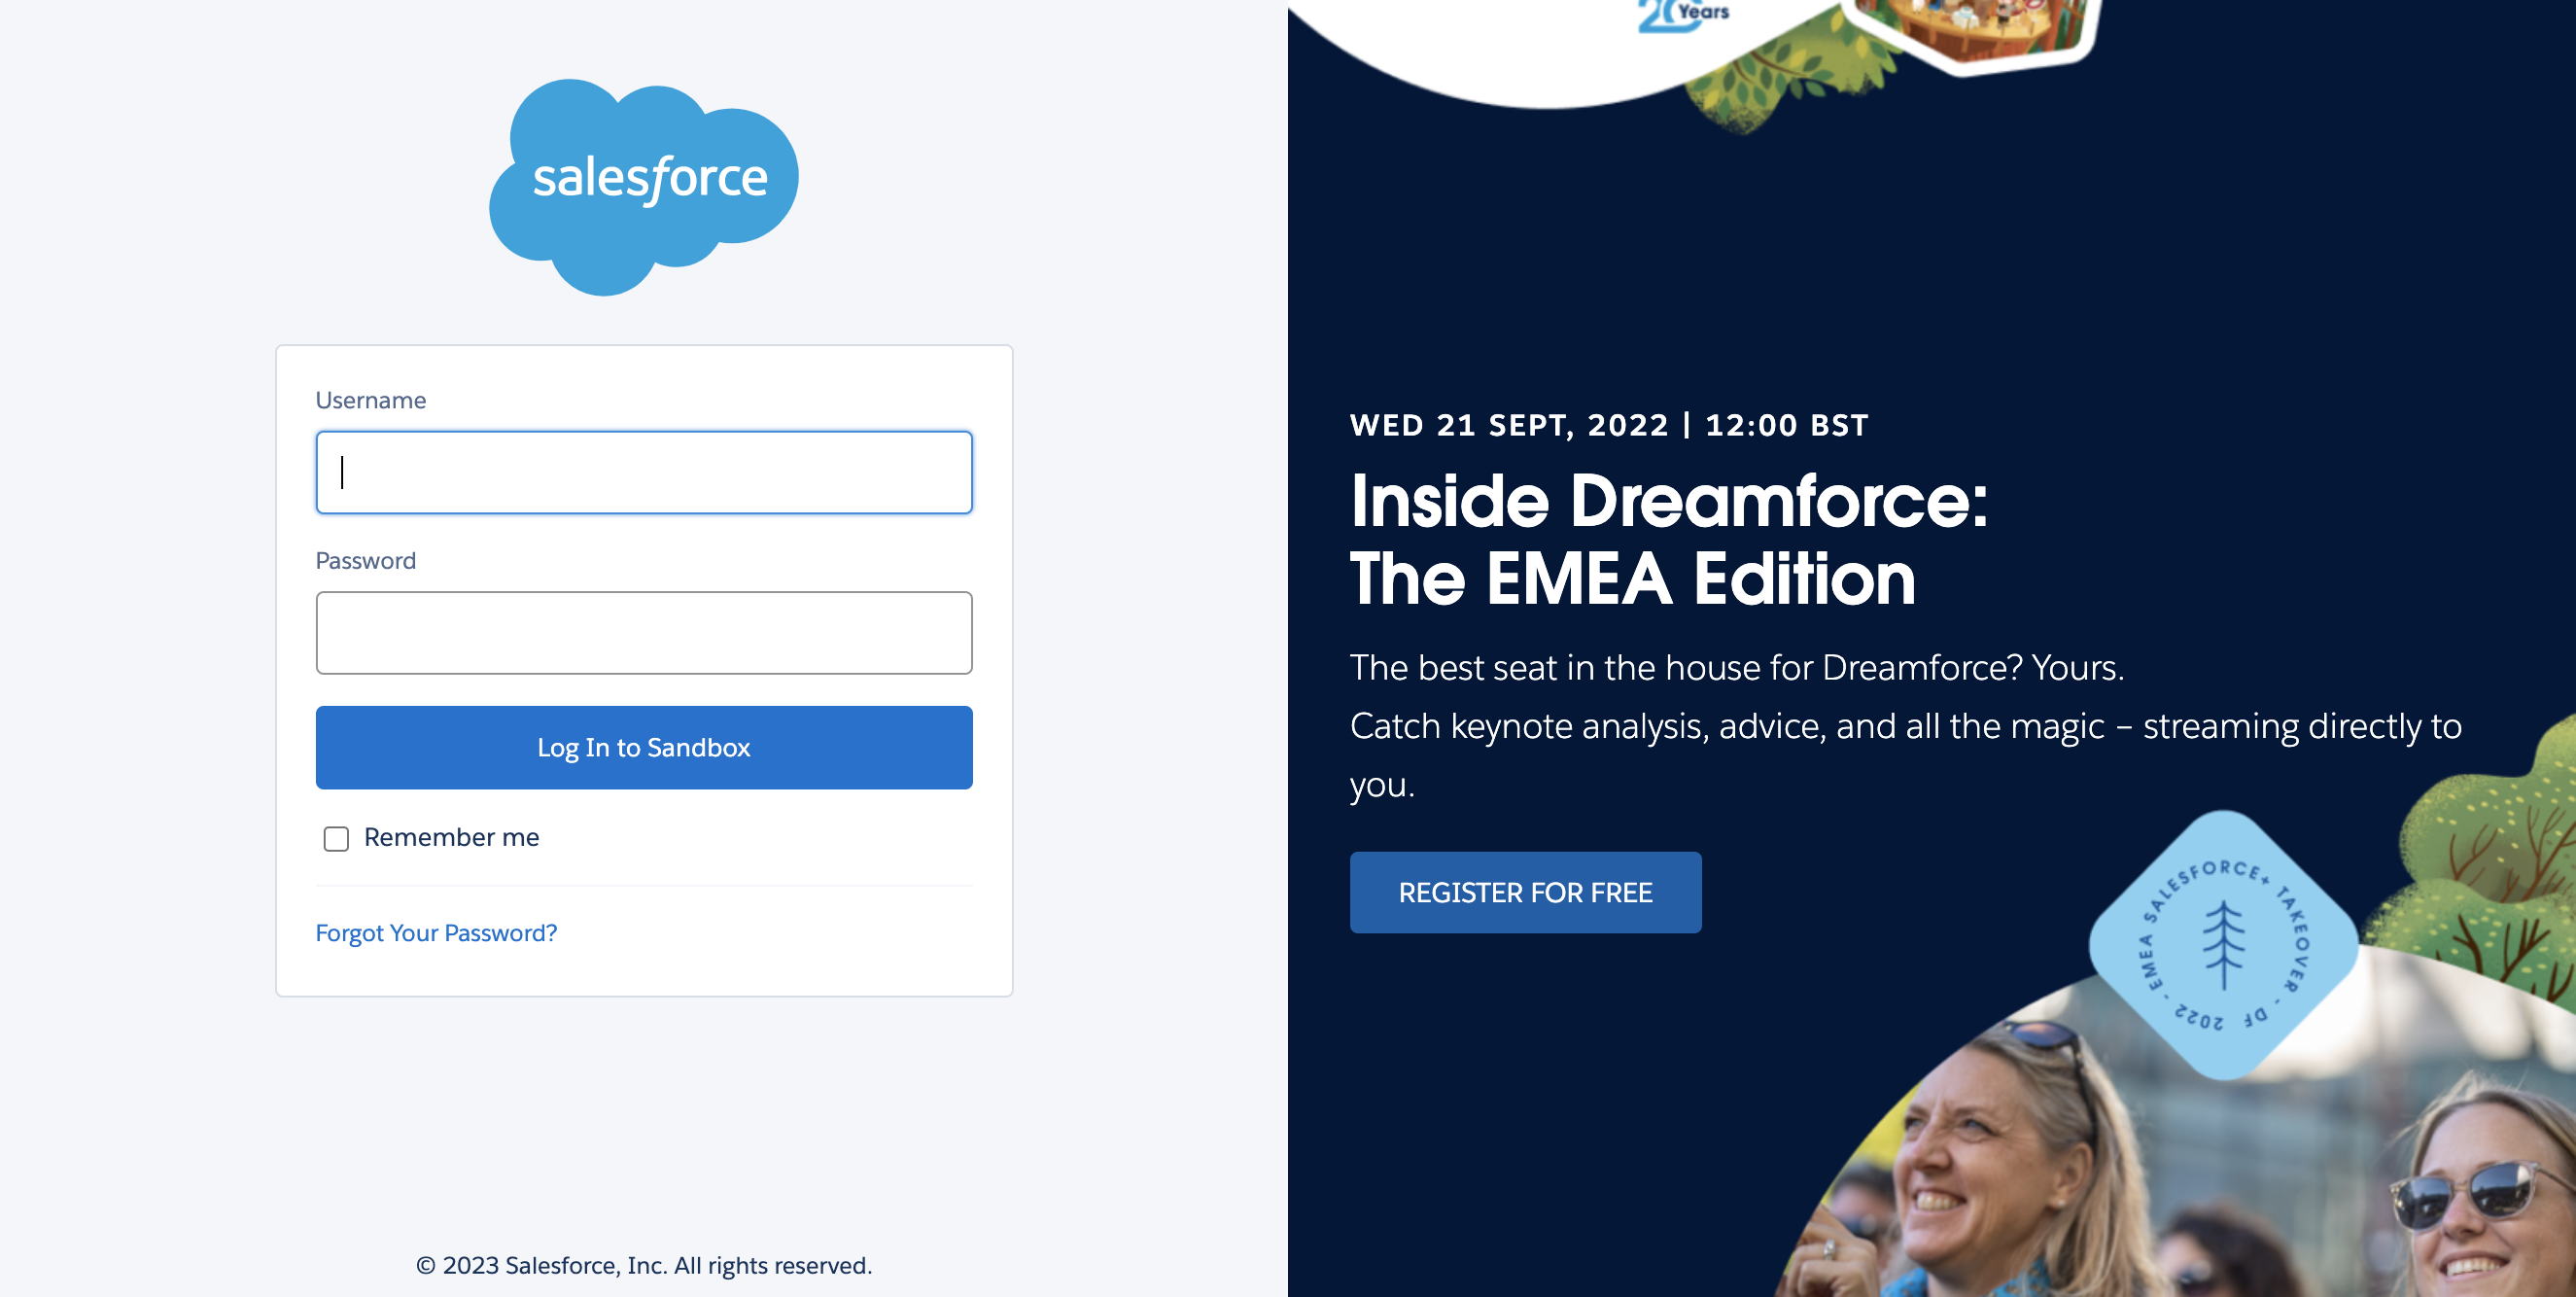 salesforce
Username
Password
Log In to Sandbox
Remember me
Forgot Your Password?
© 2023 Salesforce, Inc. All rights reserved.
20 Years
WED 21 SEPT, 2022 | 12:00 BST
Inside Dreamforce:
The EMEA Edition
The best seat in the house for Dreamforce? Yours.
Catch keynote analysis, advice, and all the magic – streaming directly to
you.
REGISTER FOR FREE
EMEA SALESFORCE+ TAKEOVER - DF 2022 -